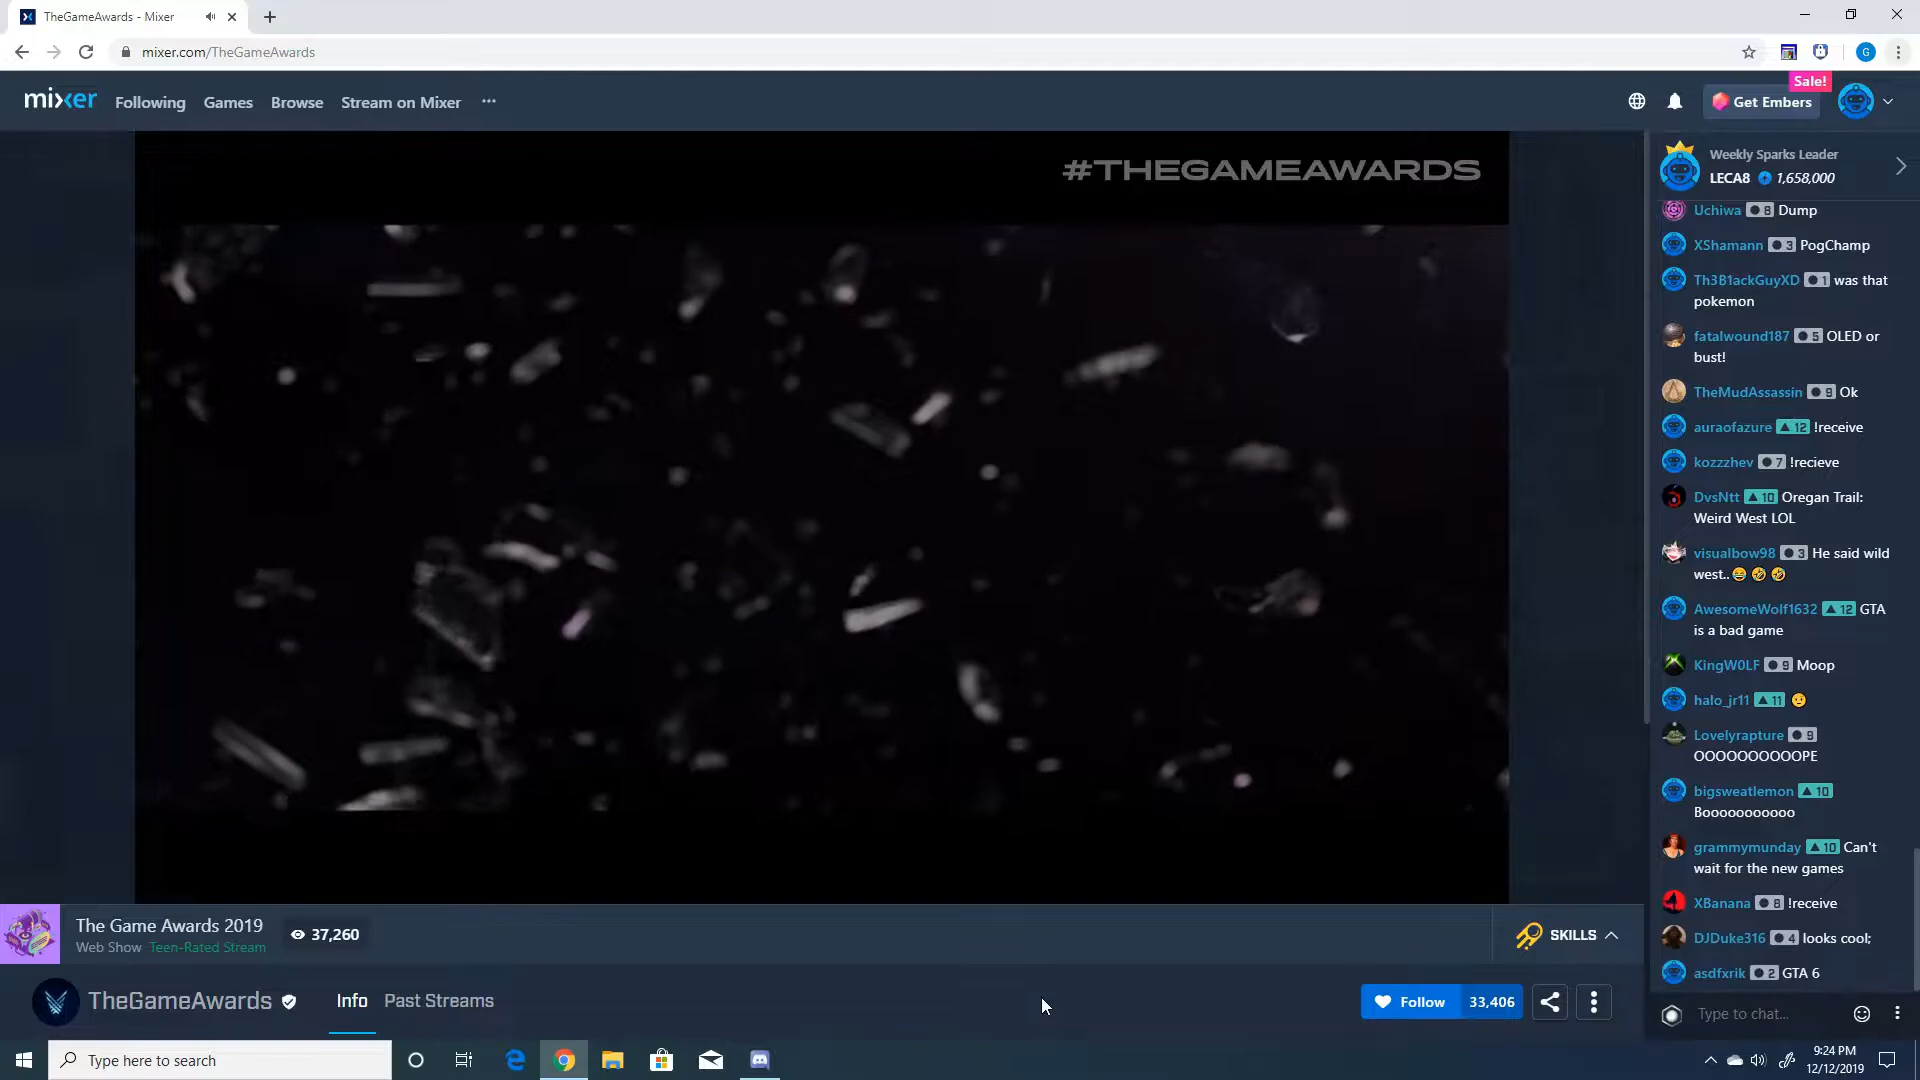 TheGameAwards - Mixer
mixer.com/TheGameAwards
G
mixer
Following
Games
Browse
Stream on Mixer
Sale!
Get Embers
#THEGAMEAWARDS
Weekly Sparks Leader
LECA8 1,658,000
Uchiwa 8 Dump
XShamann 3 PogChamp
Th3B1ackGuyXD 1 was that
pokemon
fatalwound187 5 OLED or
bust!
TheMudAssassin 9 Ok
auraofazure 12 !receive
kozzzhev 7 !recieve
DvsNtt 10 Oregan Trail:
Weird West LOL
visualbow98 3 He said wild
west..😂 🤣 🤣
AwesomeWolf1632 12 GTA
is a bad game
KingW0LF 9 Moop
halo_jr11 11 😏
Lovelyrapture 9
OOOOOOOOOOPE
bigsweatlemon 10
Booooooooooo
grammymunday 10 Can't
wait for the new games
XBanana 8 !receive
DJDuke316 4 looks cool;
asdfxrik 2 GTA 6
Type to chat...
The Game Awards 2019
37,260
Web Show Teen-Rated Stream
SKILLS
TheGameAwards
Info
Past Streams
Follow 33,406
Type here to search
9:24 PM
12/12/2019